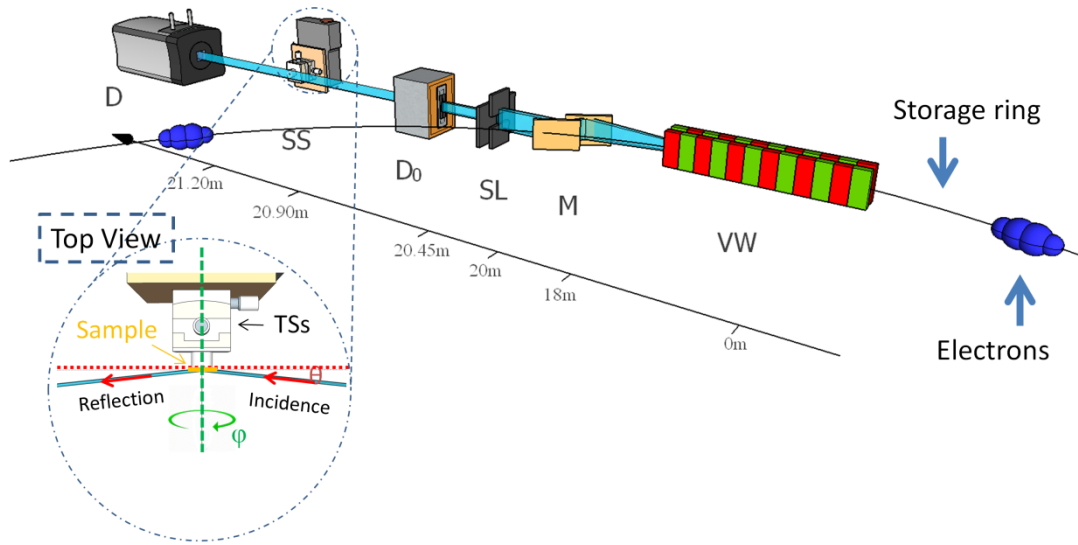 Storage ring
D
SS
D0
SL
M
VW
21.20m
20.90m
20.45m
20m
18m
0m
Electrons
Top View
Sample
TSs
θ
Reflection
Incidence
φ